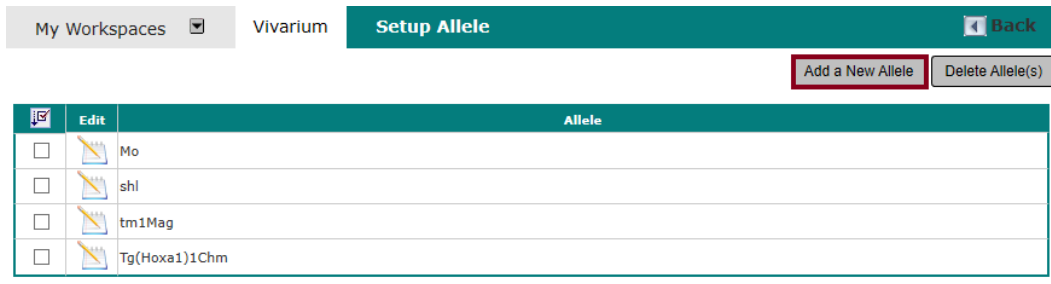 My Workspaces Vivarium Setup Allele Back
Add a New Allele Delete Allele(s)
Edit Allele
Mo
shl
tm1Mag
Tg(Hoxa1)1Chm